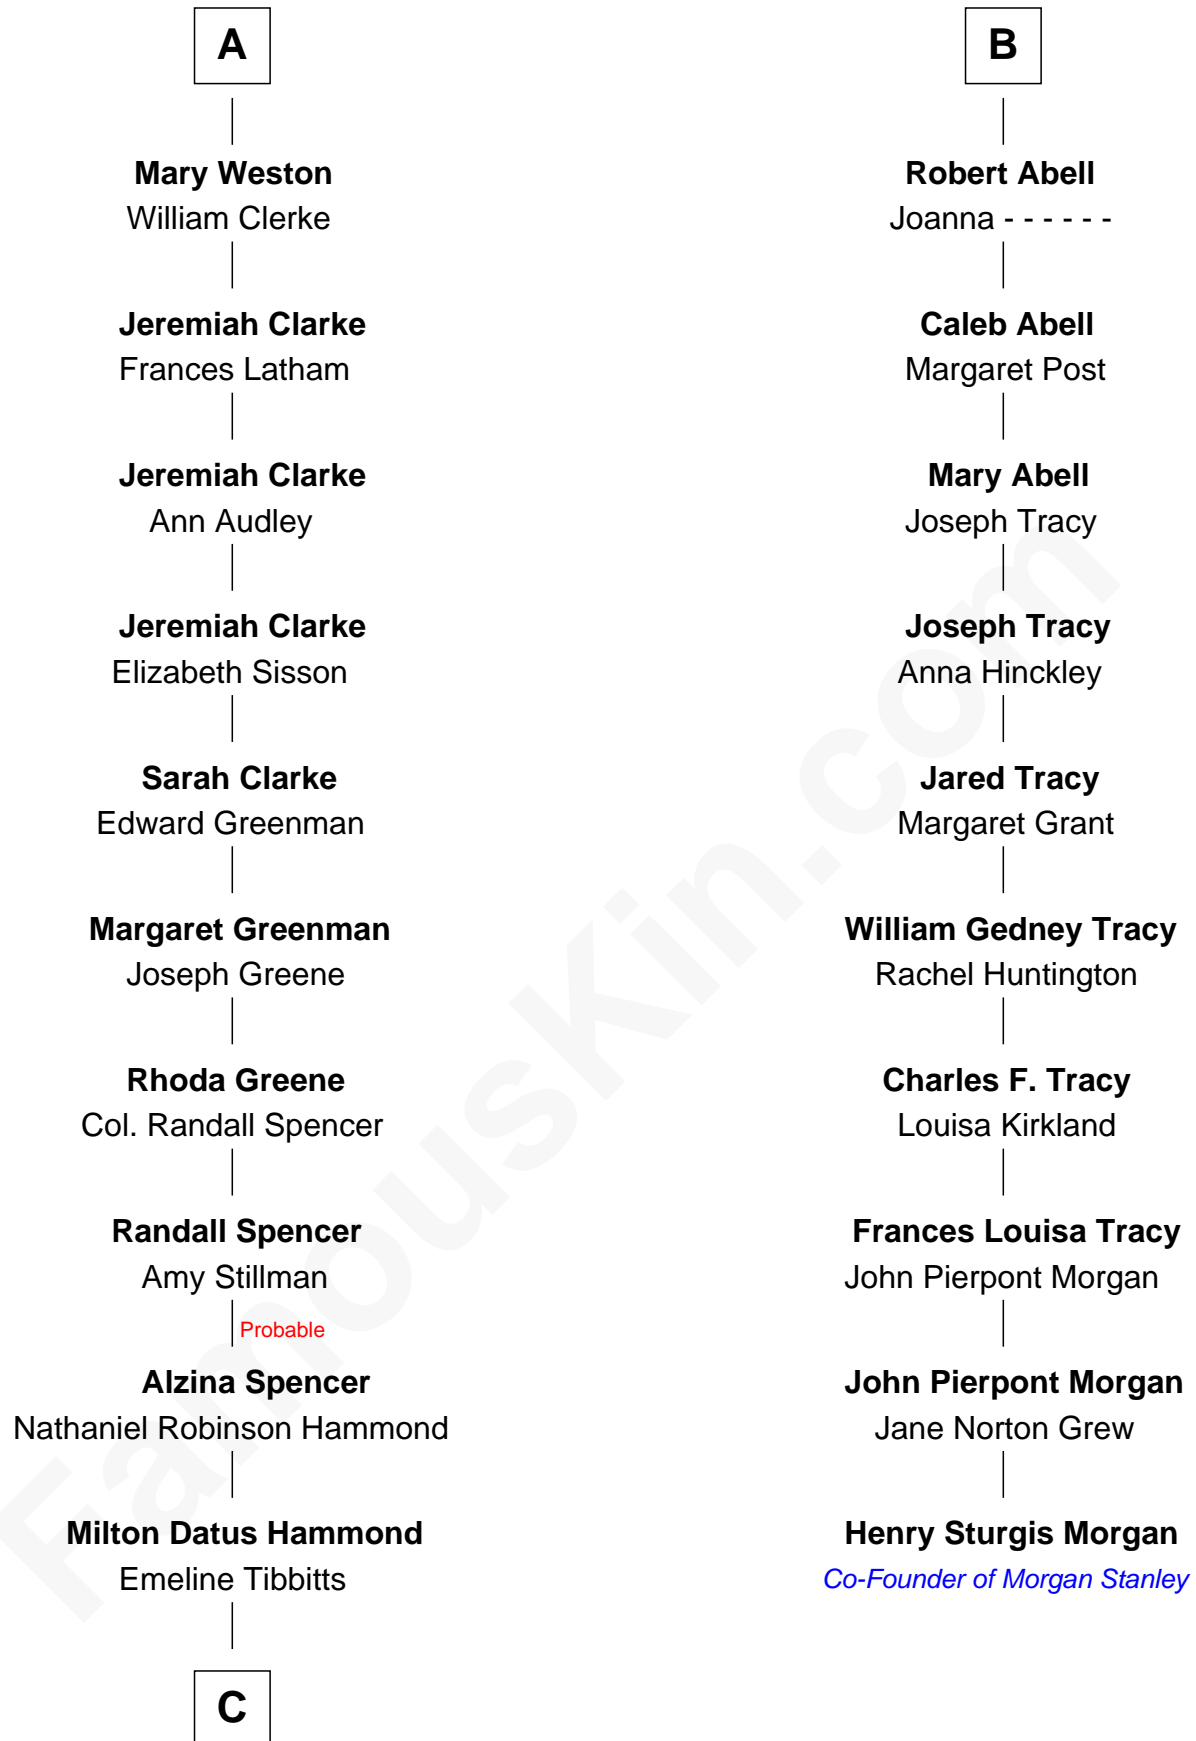 A
Mary Weston
William Clerke
Jeremiah Clarke
Frances Latham
Jeremiah Clarke
Ann Audley
Jeremiah Clarke
Elizabeth Sisson
Sarah Clarke
Edward Greenman
Margaret Greenman
Joseph Greene
Rhoda Greene
Col. Randall Spencer
Randall Spencer
Amy Stillman
Probable
Alzina Spencer
Nathaniel Robinson Hammond
Milton Datus Hammond
Emeline Tibbitts
C
B
Robert Abell
Joanna - - - - - -
Caleb Abell
Margaret Post
Mary Abell
Joseph Tracy
Joseph Tracy
Anna Hinckley
Jared Tracy
Margaret Grant
William Gedney Tracy
Rachel Huntington
Charles F. Tracy
Louisa Kirkland
Frances Louisa Tracy
John Pierpont Morgan
John Pierpont Morgan
Jane Norton Grew
Henry Sturgis Morgan
Co-Founder of Morgan Stanley
FamousKin.com